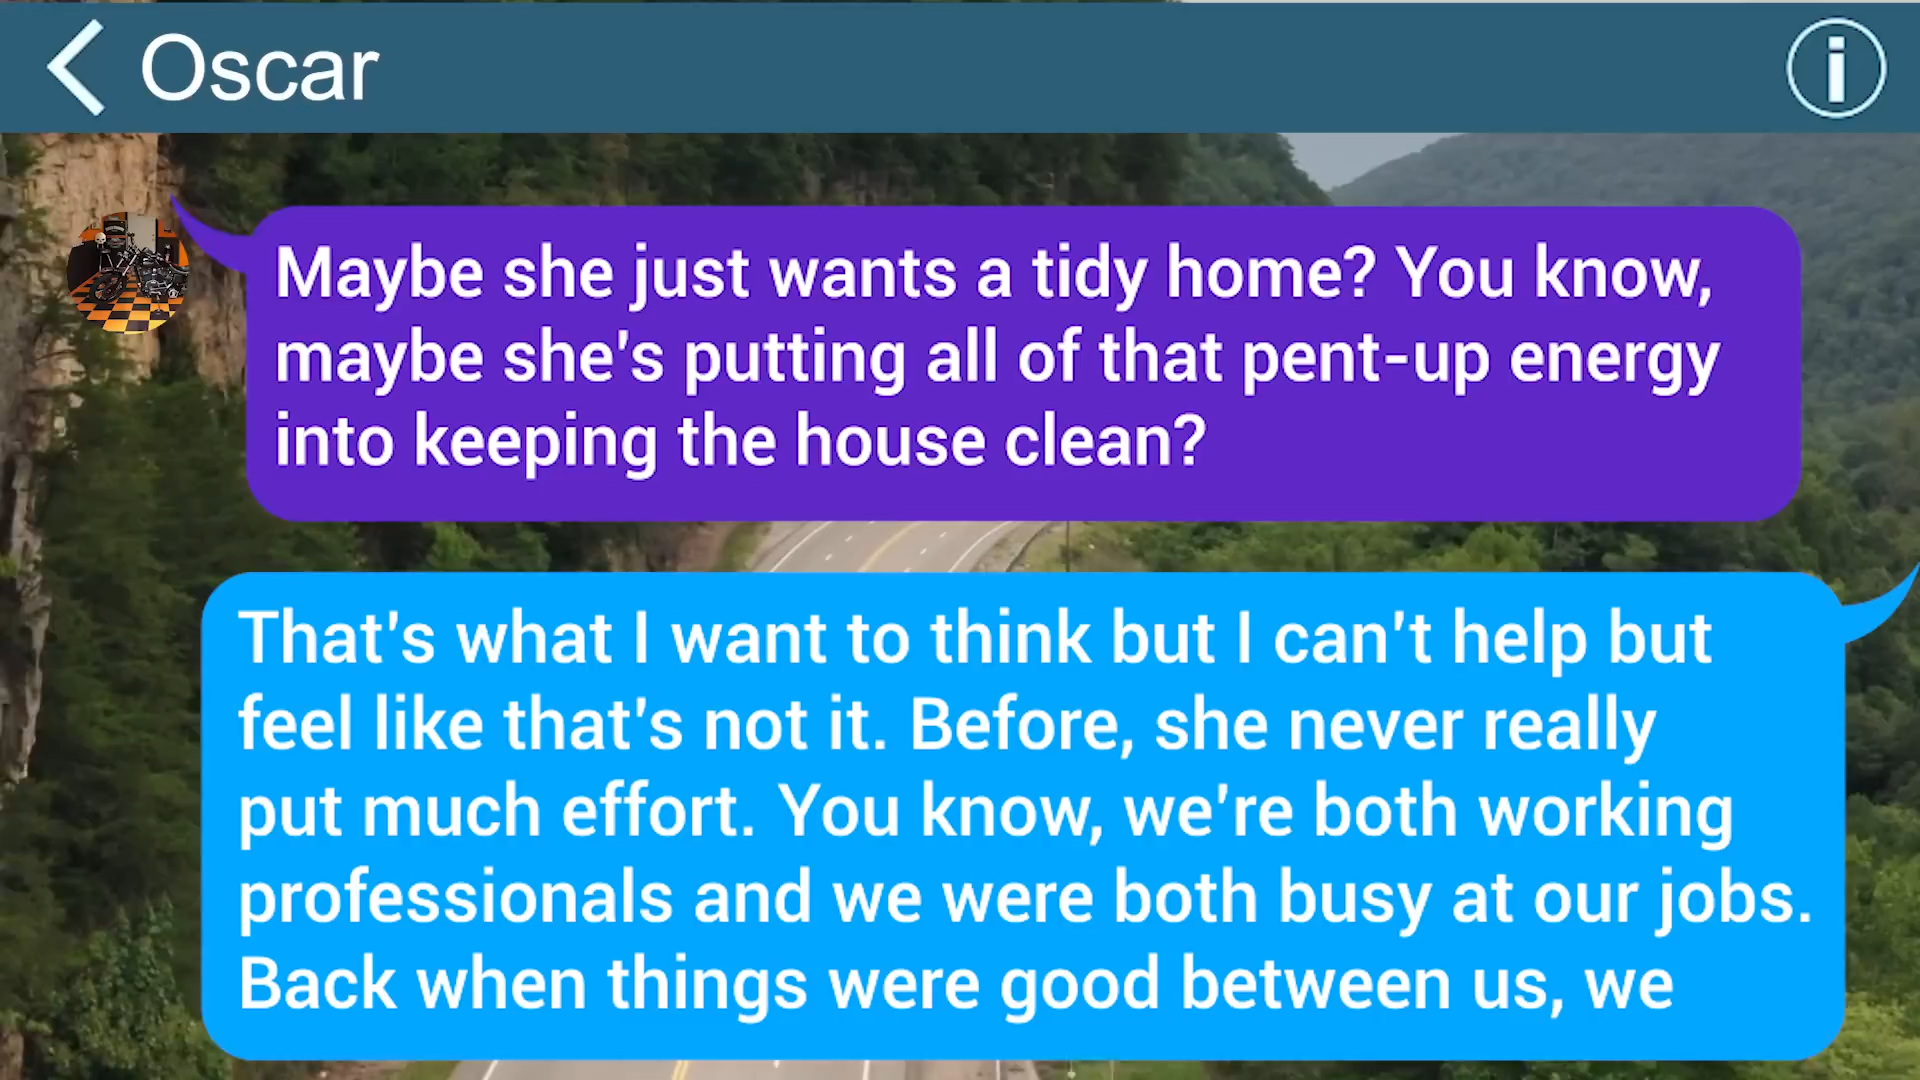 Oscar
Maybe she just wants a tidy home? You know,
maybe she's putting all of that pent-up energy
into keeping the house clean?
That's what I want to think but I can't help but
feel like that's not it. Before, she never really
put much effort. You know, we're both working
professionals and we were both busy at our jobs.
Back when things were good between us, we